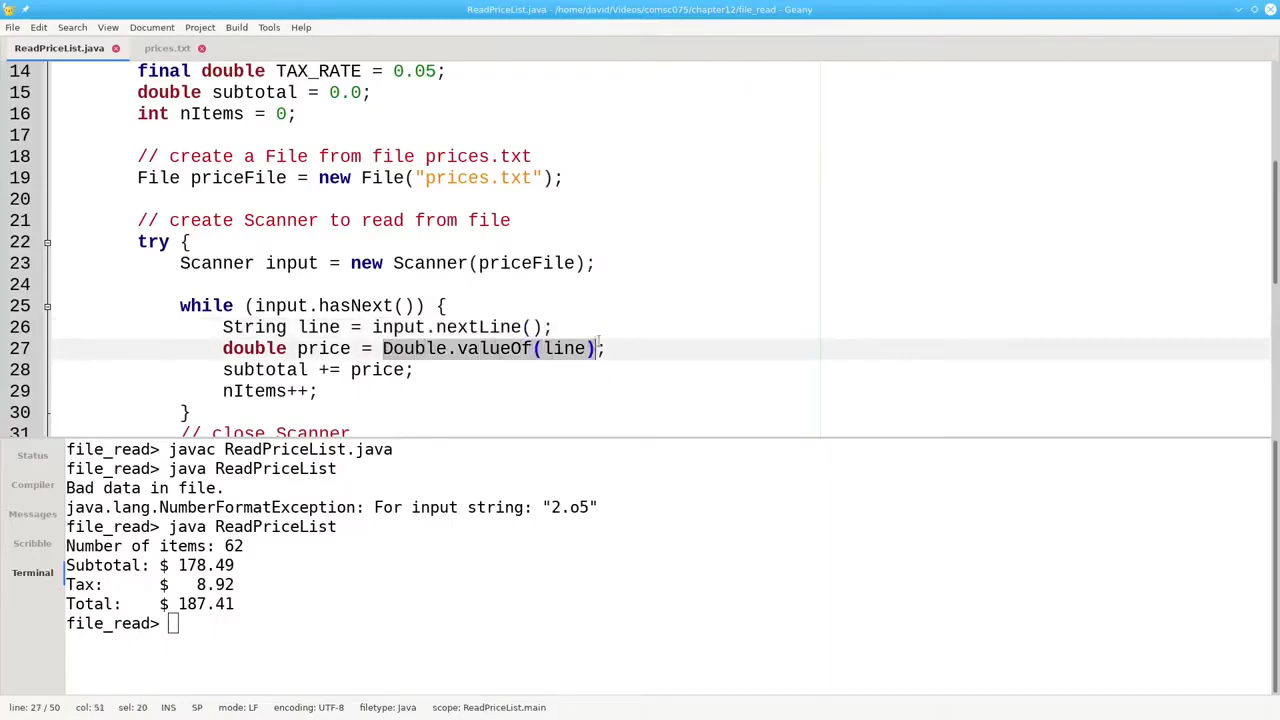 ReadPriceList.java - /home/david/Videos/comsc075/chapter12/file_read - Geany
File Edit Search View Document Project Build Tools Help
ReadPriceList.java prices.txt
14 final double TAX_RATE = 0.05;
15 double subtotal = 0.0;
16 int nItems = 0;
17
18 // create a File from file prices.txt
19 File priceFile = new File("prices.txt");
20
21 // create Scanner to read from file
22 try {
23 Scanner input = new Scanner(priceFile);
24
25 while (input.hasNext()) {
26 String line = input.nextLine();
27 double price = Double.valueOf(line);
28 subtotal += price;
29 nItems++;
30 }
31 // close Scanner
Status
Compiler
Messages
Scribble
Terminal
file_read> javac ReadPriceList.java
file_read> java ReadPriceList
Bad data in file.
java.lang.NumberFormatException: For input string: "2.o5"
file_read> java ReadPriceList
Number of items: 62
Subtotal: $ 178.49
Tax: $ 8.92
Total: $ 187.41
file_read>
line: 27 / 50 col: 51 sel: 20 INS SP mode: LF encoding: UTF-8 filetype: Java scope: ReadPriceList.main